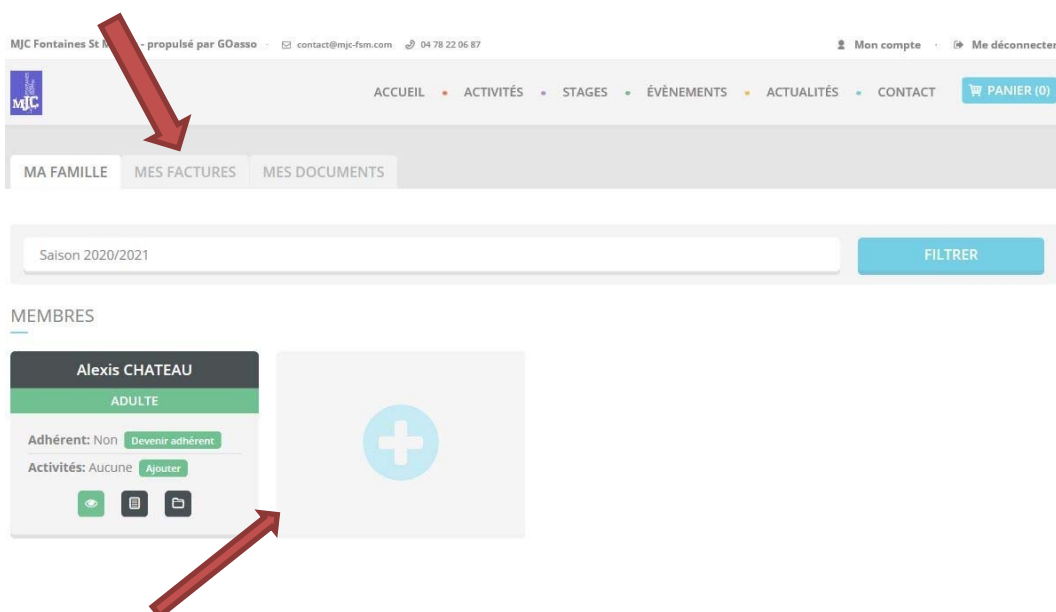 MJC Fontaines St M - propulsé par GOasso · contact@mjc-fsm.com 04 78 22 06 87 Mon compte · Me déconnecter
MJC ACCUEIL • ACTIVITÉS • STAGES • ÉVÈNEMENTS • ACTUALITÉS • CONTACT PANIER (0)
MA FAMILLE MES FACTURES MES DOCUMENTS
Saison 2020/2021 FILTRER
MEMBRES
Alexis CHATEAU
ADULTE
Adhérent: Non Devenir adhérent
Activités: Aucune Ajouter